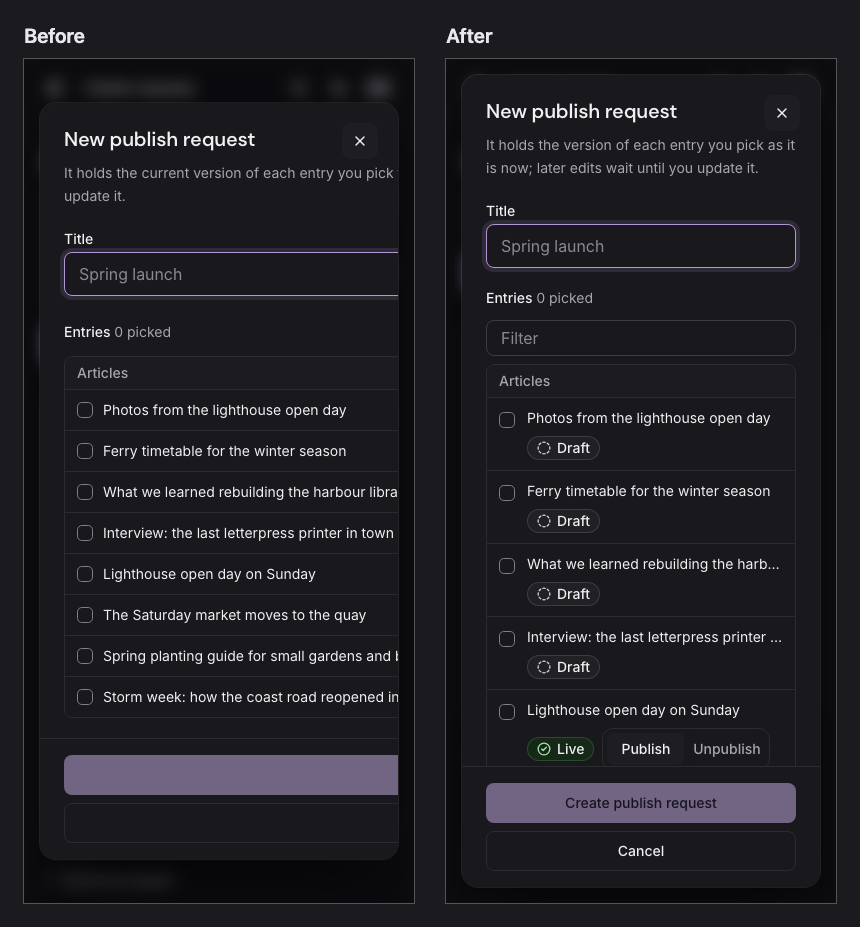 Before
New publish request
It holds the current version of each entry you pick
update it.
Title
Spring launch
Entries 0 picked
Articles
Photos from the lighthouse open day
Ferry timetable for the winter season
What we learned rebuilding the harbour libra
Interview: the last letterpress printer in town
Lighthouse open day on Sunday
The Saturday market moves to the quay
Spring planting guide for small gardens and
Storm week: how the coast road reopened in
After
New publish request
It holds the version of each entry you pick as it
is now; later edits wait until you update it.
Title
Spring launch
Entries 0 picked
Filter
Articles
Photos from the lighthouse open day
Draft
Ferry timetable for the winter season
Draft
What we learned rebuilding the harb...
Draft
Interview: the last letterpress printer ...
Draft
Lighthouse open day on Sunday
Live Publish Unpublish
Create publish request
Cancel